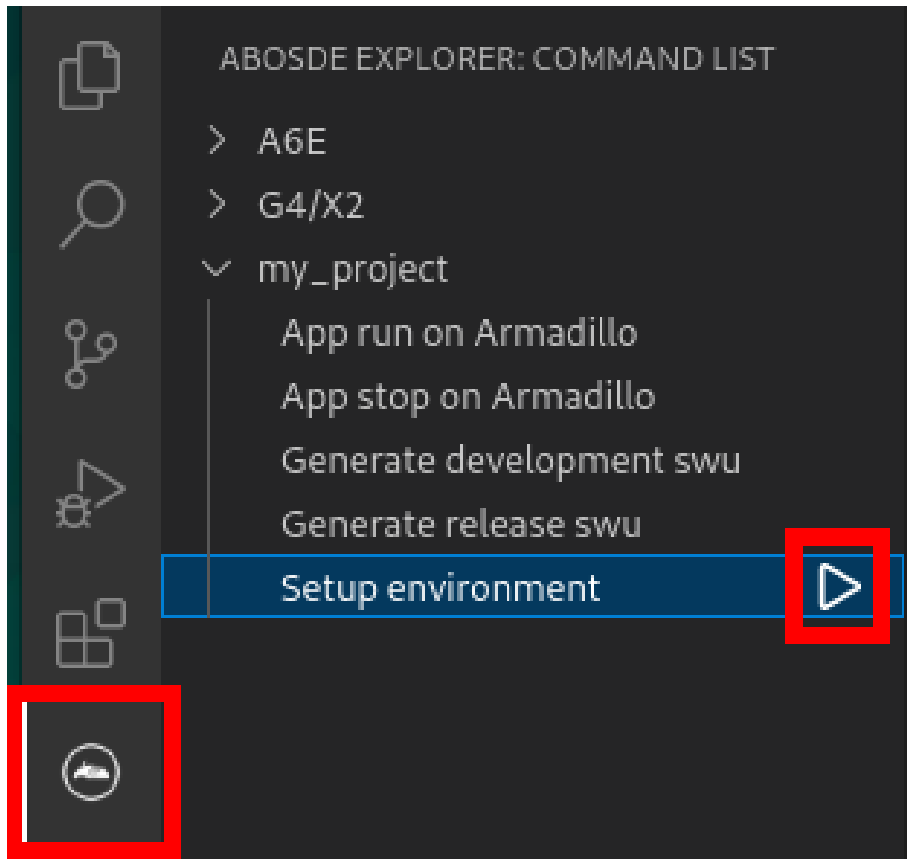 ABOSDE EXPLORER: COMMAND LIST
A6E
G4/X2
my_project
App run on Armadillo
App stop on Armadillo
Generate development swu
Generate release swu
Setup environment